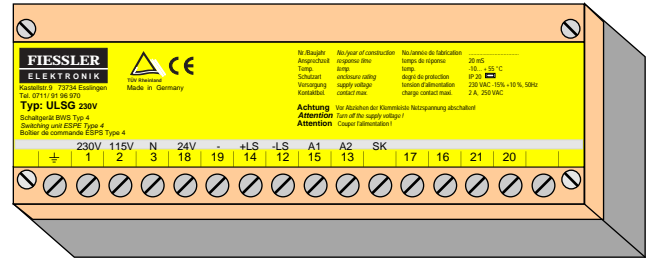 FIESSLER
ELEKTRONIK
Kastellstr.9 73734 Esslingen
Tel. 0711/ 91 96 970
Typ: ULSG 230V
Schaltgerät BWS Typ 4
Switching unit ESPE Type 4
Boîtier de commande ESPS Type 4
TÜV Rheinland
CE
Made in Germany
Nr./Baujahr No./year of construction No./année de fabrication ........................
Ansprechzeit response time temps de réponse 20 mS
Temp. temp. temp. -10... + 55 °C
Schutzart enclosure rating degré de protection IP 20
Versorgung supply voltage tension d'alimentation 230 VAC -15% +10 %, 50Hz
Kontaktbel. contact max. charge contact maxi. 2 A, 250 VAC
Achtung Vor Abziehen der Klemmleiste Netzspannung abschalten!
Attention Turn off the supply voltage !
Attention Couper l'alimentation !
230V 115V N 24V - +LS -LS A1 A2 SK
1 2 3 18 19 14 12 15 13 17 16 21 20